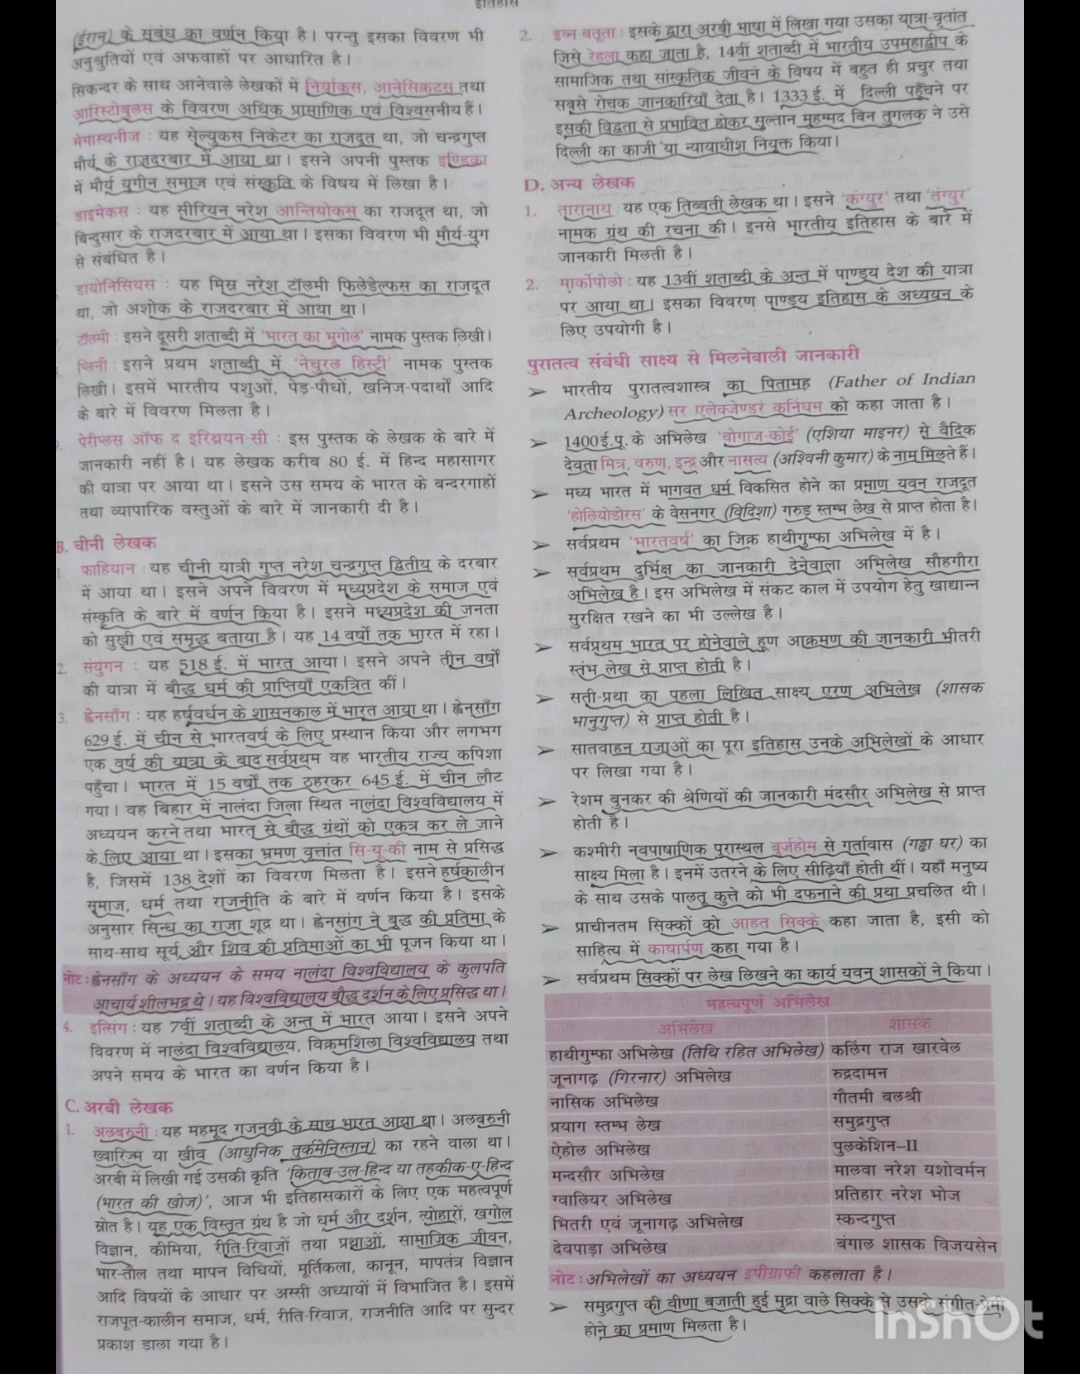 इतिहास
(ईरान) के संबंध का वर्णन किया है। परन्तु इसका विवरण भी
अनुश्रुतियों एवं अफवाहों पर आधारित है।
सिकन्दर के साथ आनेवाले लेखकों में निर्याकस, आनेसिकटस तथा
आरिस्टोबुलस के विवरण अधिक प्रामाणिक एवं विश्वसनीय हैं।
मेगास्थनीज : यह सेल्युकस निकेटर का राजदूत था, जो चन्द्रगुप्त
मौर्य के राजदरबार में आया था। इसने अपनी पुस्तक इण्डिका
में मौर्य युगीन समाज एवं संस्कृति के विषय में लिखा है।
डाइमेकस : यह सीरियन नरेश आन्तियोकस का राजदूत था, जो
बिन्दुसार के राजदरबार में आया था। इसका विवरण भी मौर्य-युग
से संबंधित है।
डायोनिसियस : यह मिस्र नरेश टॉलमी फिलेडेल्फस का राजदूत
था, जो अशोक के राजदरबार में आया था।
टॉलमी : इसने दूसरी शताब्दी में 'भारत का भूगोल' नामक पुस्तक लिखी।
प्लिनी : इसने प्रथम शताब्दी में 'नेचुरल हिस्ट्री' नामक पुस्तक
लिखी। इसमें भारतीय पशुओं, पेड़-पौधों, खनिज-पदार्थों आदि
के बारे में विवरण मिलता है।
पेरीप्लस ऑफ द इरिथ्रयन-सी : इस पुस्तक के लेखक के बारे में
जानकारी नहीं है। यह लेखक करीब 80 ई. में हिन्द महासागर
की यात्रा पर आया था। इसने उस समय के भारत के बन्दरगाहों
तथा व्यापारिक वस्तुओं के बारे में जानकारी दी है।
B. चीनी लेखक
1. फाहियान : यह चीनी यात्री गुप्त नरेश चन्द्रगुप्त द्वितीय के दरबार
में आया था। इसने अपने विवरण में मध्यप्रदेश के समाज एवं
संस्कृति के बारे में वर्णन किया है। इसने मध्यप्रदेश की जनता
को सुखी एवं समृद्ध बताया है। यह 14 वर्षों तक भारत में रहा।
2. संयुगन : यह 518 ई. में भारत आया। इसने अपने तीन वर्षों
की यात्रा में बौद्ध धर्म की प्राप्तियाँ एकत्रित कीं।
3. ह्वेनसाँग : यह हर्षवर्धन के शासनकाल में भारत आया था। ह्वेनसाँग
629 ई. में चीन से भारतवर्ष के लिए प्रस्थान किया और लगभग
एक वर्ष की यात्रा के बाद सर्वप्रथम वह भारतीय राज्य कपिशा
पहुँचा। भारत में 15 वर्षों तक ठहरकर 645 ई. में चीन लौट
गया। वह बिहार में नालंदा जिला स्थित नालंदा विश्वविद्यालय में
अध्ययन करने तथा भारत से बौद्ध ग्रंथों को एकत्र कर ले जाने
के लिए आया था। इसका भ्रमण वृत्तांत सि-यू-की नाम से प्रसिद्ध
है, जिसमें 138 देशों का विवरण मिलता है। इसने हर्षकालीन
समाज, धर्म तथा राजनीति के बारे में वर्णन किया है। इसके
अनुसार सिन्ध का राजा शूद्र था। ह्वेनसांग ने बुद्ध की प्रतिमा के
साथ-साथ सूर्य और शिव की प्रतिमाओं का भी पूजन किया था।
नोट : ह्वेनसाँग के अध्ययन के समय नालंदा विश्वविद्यालय के कुलपति
आचार्य शीलभद्र थे। यह विश्वविद्यालय बौद्ध दर्शन के लिए प्रसिद्ध था।
4. इत्सिंग : यह 7वीं शताब्दी के अन्त में भारत आया। इसने अपने
विवरण में नालंदा विश्वविद्यालय, विक्रमशिला विश्वविद्यालय तथा
अपने समय के भारत का वर्णन किया है।
C. अरबी लेखक
1. अलबरुनी : यह महमूद गजनवी के साथ भारत आया था। अलबरुनी
ख्वारिज्म या खीव (आधुनिक तुर्कमेनिस्तान) का रहने वाला था।
अरबी में लिखी गई उसकी कृति 'किताब-उल-हिन्द या तहकीक-ए-हिन्द
(भारत की खोज)', आज भी इतिहासकारों के लिए एक महत्वपूर्ण
स्रोत है। यह एक विस्तृत ग्रंथ है जो धर्म और दर्शन, त्योहारों, खगोल
विज्ञान, कीमिया, रीति-रिवाजों तथा प्रथाओं, सामाजिक जीवन,
भार-तौल तथा मापन विधियों, मूर्तिकला, कानून, मापतंत्र विज्ञान
आदि विषयों के आधार पर अस्सी अध्यायों में विभाजित है। इसमें
राजपूत-कालीन समाज, धर्म, रीति-रिवाज, राजनीति आदि पर सुन्दर
प्रकाश डाला गया है।
2. इब्न बतूता : इसके द्वारा अरबी भाषा में लिखा गया उसका यात्रा-वृतांत
जिसे रेहला कहा जाता है, 14वीं शताब्दी में भारतीय उपमहाद्वीप के
सामाजिक तथा सांस्कृतिक जीवन के विषय में बहुत ही प्रचुर तथा
सबसे रोचक जानकारियाँ देता है। 1333 ई. में दिल्ली पहुँचने पर
इसकी विद्वता से प्रभावित होकर सुल्तान मुहम्मद बिन तुगलक ने उसे
दिल्ली का काजी या न्यायाधीश नियुक्त किया।
D. अन्य लेखक
1. तारानाथ : यह एक तिब्बती लेखक था। इसने 'कंग्युर' तथा 'तंग्युर'
नामक ग्रंथ की रचना की। इनसे भारतीय इतिहास के बारे में
जानकारी मिलती है।
2. मार्कोपोलो : यह 13वीं शताब्दी के अन्त में पाण्ड्य देश की यात्रा
पर आया था। इसका विवरण पाण्ड्य इतिहास के अध्ययन के
लिए उपयोगी है।
पुरातत्व संबंधी साक्ष्य से मिलनेवाली जानकारी
➢ भारतीय पुरातत्वशास्त्र का पितामह (Father of Indian
Archeology) सर एलेक्जेण्डर कनिंघम को कहा जाता है।
➢ 1400 ई.पू. के अभिलेख 'बोगाज-कोई' (एशिया माइनर) से वैदिक
देवता मित्र, वरुण, इन्द्र और नासत्य (अश्विनी कुमार) के नाम मिलते हैं।
➢ मध्य भारत में भागवत धर्म विकसित होने का प्रमाण यवन राजदूत
'होलियोडोरस' के वेसनगर (विदिशा) गरुड़ स्तम्भ लेख से प्राप्त होता है।
➢ सर्वप्रथम 'भारतवर्ष' का जिक्र हाथीगुम्फा अभिलेख में है।
➢ सर्वप्रथम दुर्भिक्ष का जानकारी देनेवाला अभिलेख सौहगौरा
अभिलेख है। इस अभिलेख में संकट काल में उपयोग हेतु खाद्यान्न
सुरक्षित रखने का भी उल्लेख है।
➢ सर्वप्रथम भारत पर होनेवाले हूण आक्रमण की जानकारी भीतरी
स्तंभ लेख से प्राप्त होती है।
➢ सती-प्रथा का पहला लिखित साक्ष्य एरण अभिलेख (शासक
भानुगुप्त) से प्राप्त होती है।
➢ सातवाहन राजाओं का पूरा इतिहास उनके अभिलेखों के आधार
पर लिखा गया है।
➢ रेशम बुनकर की श्रेणियों की जानकारी मंदसौर अभिलेख से प्राप्त
होती है।
➢ कश्मीरी नवपाषाणिक पुरास्थल बुर्जहोम से गर्तावास (गड्ढा घर) का
साक्ष्य मिला है। इनमें उतरने के लिए सीढ़ियाँ होती थीं। यहाँ मनुष्य
के साथ उसके पालतू कुत्ते को भी दफनाने की प्रथा प्रचलित थी।
➢ प्राचीनतम सिक्कों को आहत सिक्के कहा जाता है, इसी को
साहित्य में काषार्पण कहा गया है।
➢ सर्वप्रथम सिक्कों पर लेख लिखने का कार्य यवन शासकों ने किया।
महत्वपूर्ण अभिलेख
अभिलेख शासक
हाथीगुम्फा अभिलेख (तिथि रहित अभिलेख) कलिंग राज खारवेल
जूनागढ़ (गिरनार) अभिलेख रुद्रदामन
नासिक अभिलेख गौतमी बलश्री
प्रयाग स्तम्भ लेख समुद्रगुप्त
ऐहोल अभिलेख पुलकेशिन-II
मन्दसौर अभिलेख मालवा नरेश यशोवर्मन
ग्वालियर अभिलेख प्रतिहार नरेश भोज
भितरी एवं जूनागढ़ अभिलेख स्कन्दगुप्त
देवपाड़ा अभिलेख बंगाल शासक विजयसेन
नोट : अभिलेखों का अध्ययन इपीग्राफी कहलाता है।
➢ समुद्रगुप्त की वीणा बजाती हुई मुद्रा वाले सिक्के से उसके संगीत-प्रेमी
होने का प्रमाण मिलता है।
InShOt